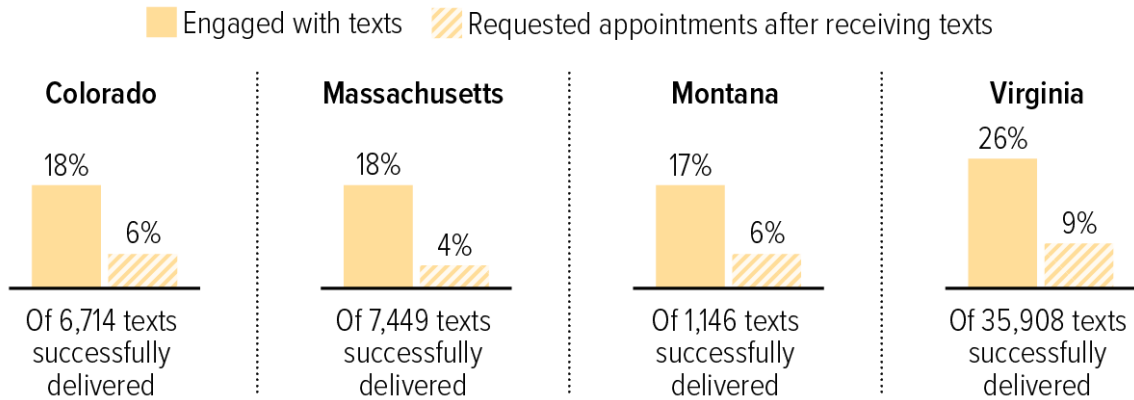 Engaged with texts
Requested appointments after receiving texts
Colorado
18%
6%
Of 6,714 texts
successfully
delivered
Massachusetts
18%
4%
Of 7,449 texts
successfully
delivered
Montana
17%
6%
Of 1,146 texts
successfully
delivered
Virginia
26%
9%
Of 35,908 texts
successfully
delivered